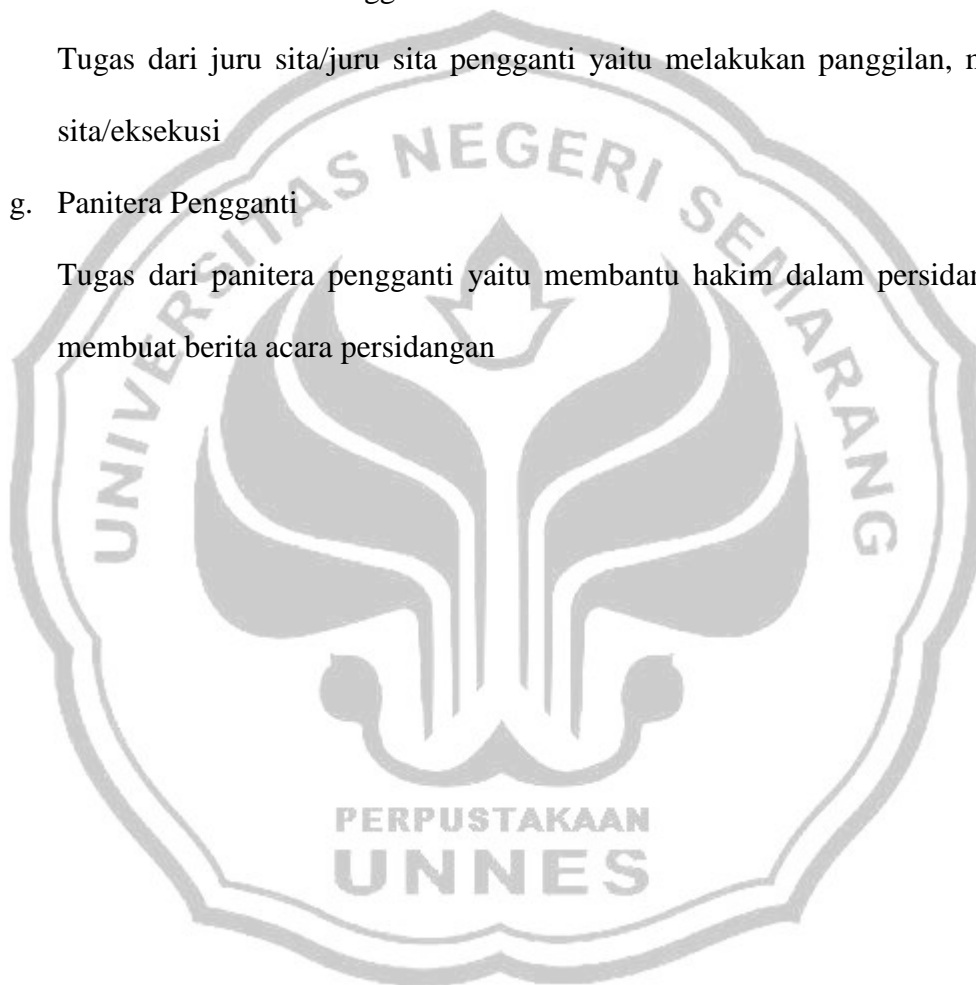 Tugas dari juru sita/juru sita pengganti yaitu melakukan panggilan,
sita/eksekusi
g. Panitera Pengganti
Tugas dari panitera pengganti yaitu membantu hakim dalam
membuat berita acara persidangan
UNIVERSITAS NEGERI SEMARANG
PERPUSTAKAAN
UNNES